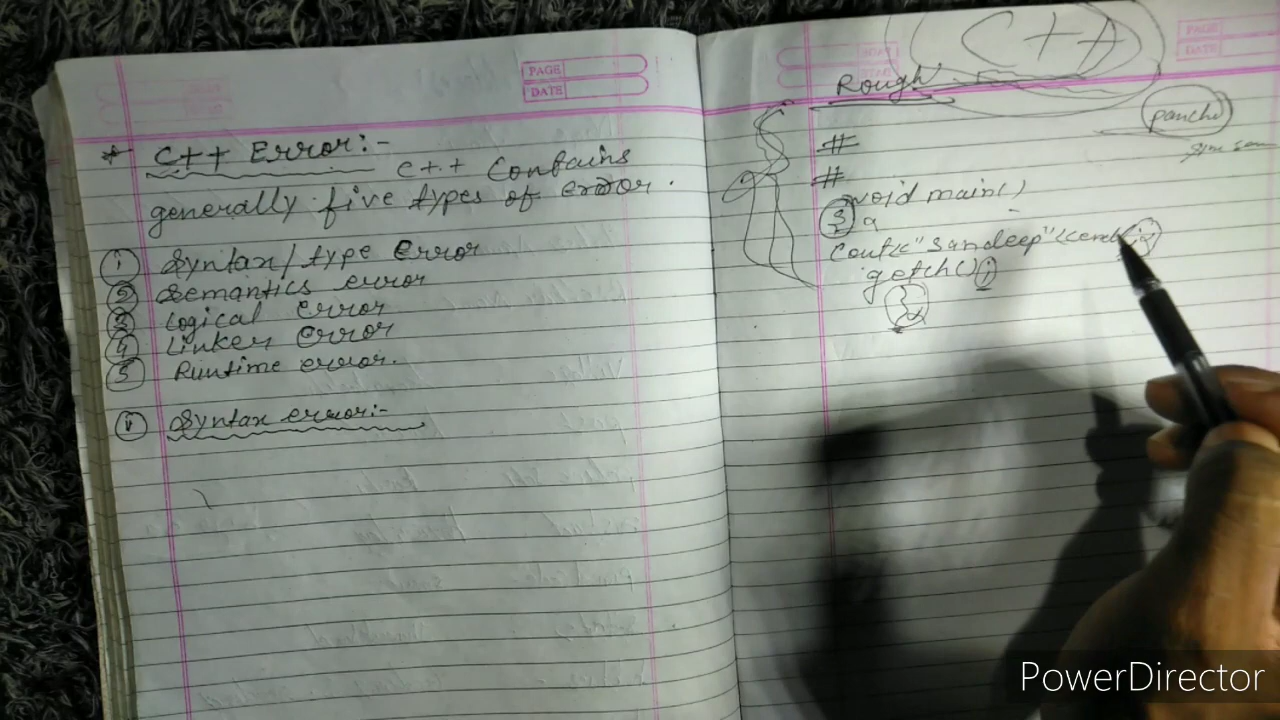 PAGE
DATE
* C++ Error:-
C++ Contains
generally five types of error.
① Syntax/type Error
② Semantics error
③ Logical Error
④ Linker Error
⑤ Runtime error.
① Syntax error:-
C++
Rough
panchi
#
#
void main()
Cout<<"Sandeep"<<endl;
getch();
}
PowerDirector